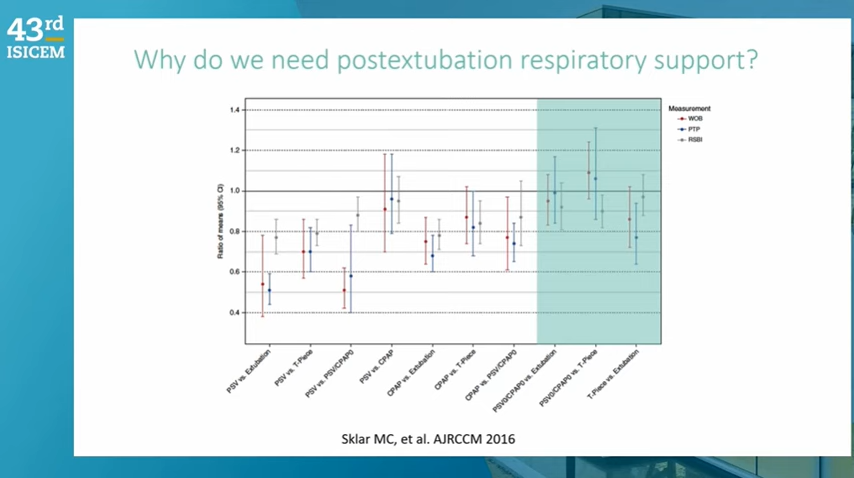 43rd
ISICEM
Why do we need postextubation respiratory support?
Ratio of means (95% CI)
1.4
1.2
1.0
0.8
0.6
0.4
Measurement
WOB
PTP
RSBI
PSV vs. Extubation
PSV vs. T-Piece
PSV vs. PSV/CPAP0
PSV vs. CPAP
CPAP vs. Extubation
CPAP vs. T-Piece
CPAP vs. PSV/CPAP0
PSV0/CPAP0 vs. Extubation
PSV0/CPAP0 vs. T-Piece
T-Piece vs. Extubation
Sklar MC, et al. AJRCCM 2016